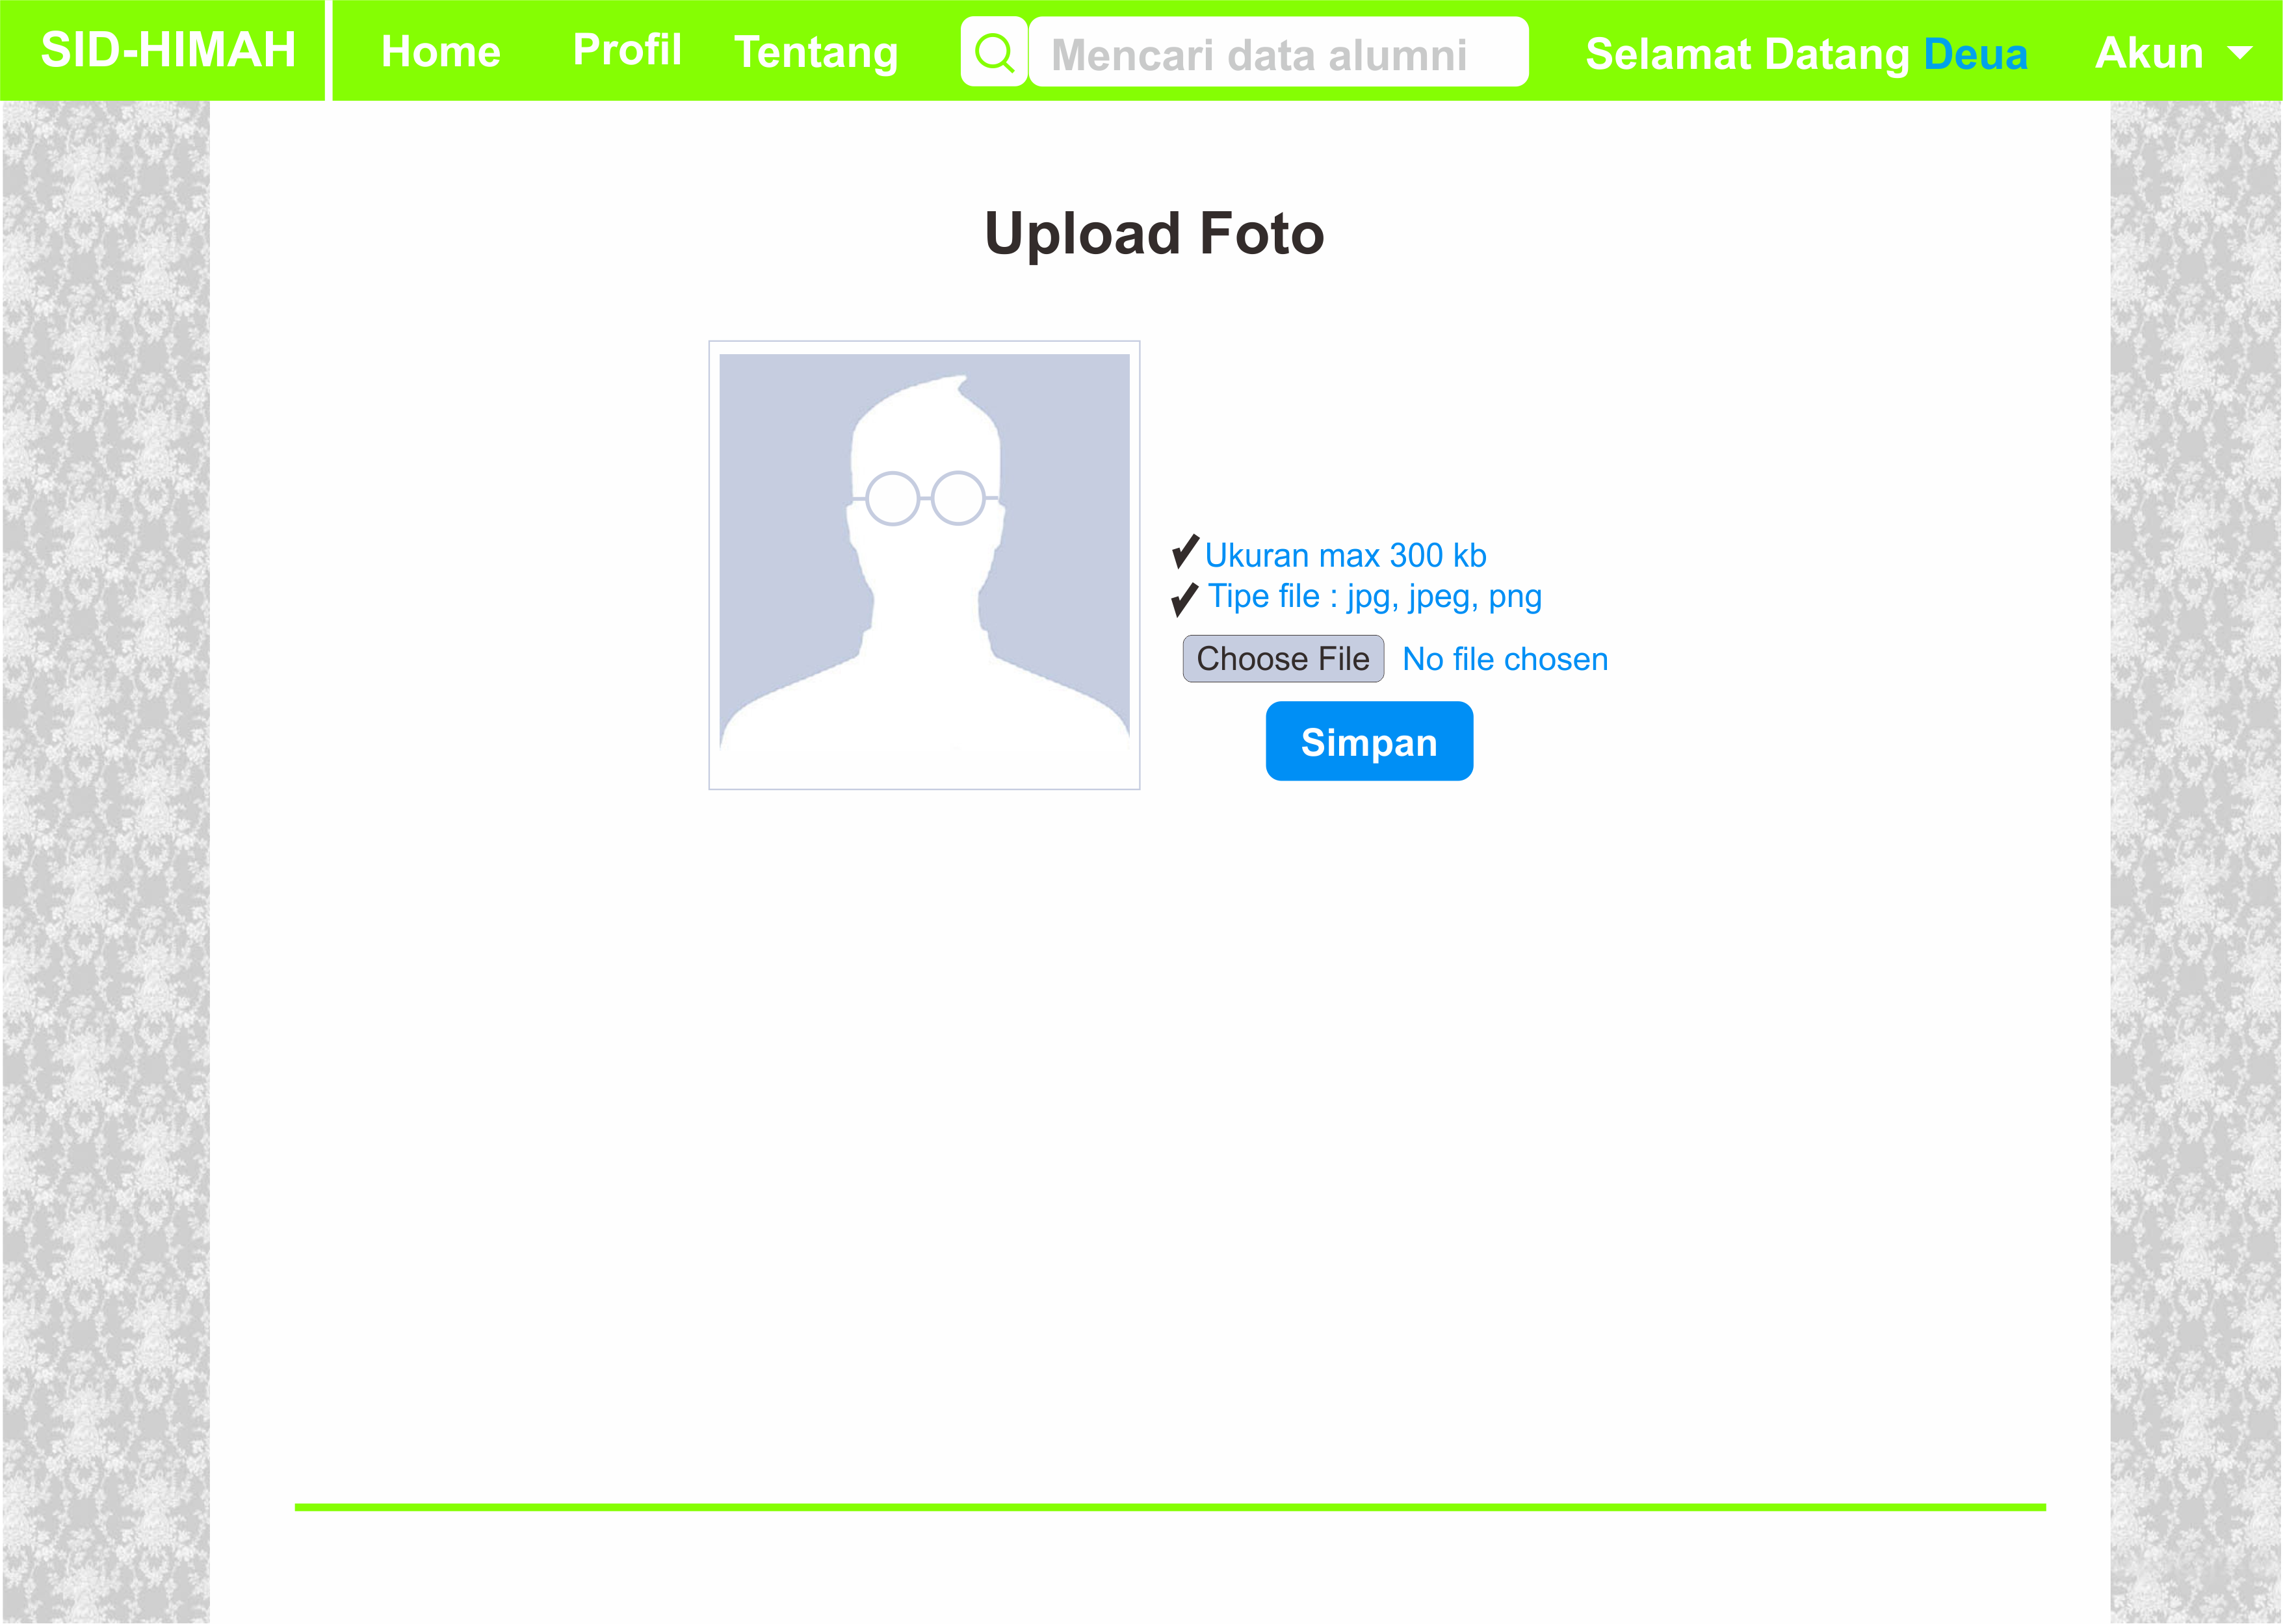 SID-HIMAH Home Profil Tentang Mencari data alumni Selamat Datang Deua Akun
Upload Foto
Ukuran max 300 kb
Tipe file : jpg, jpeg, png
Choose File No file chosen
Simpan